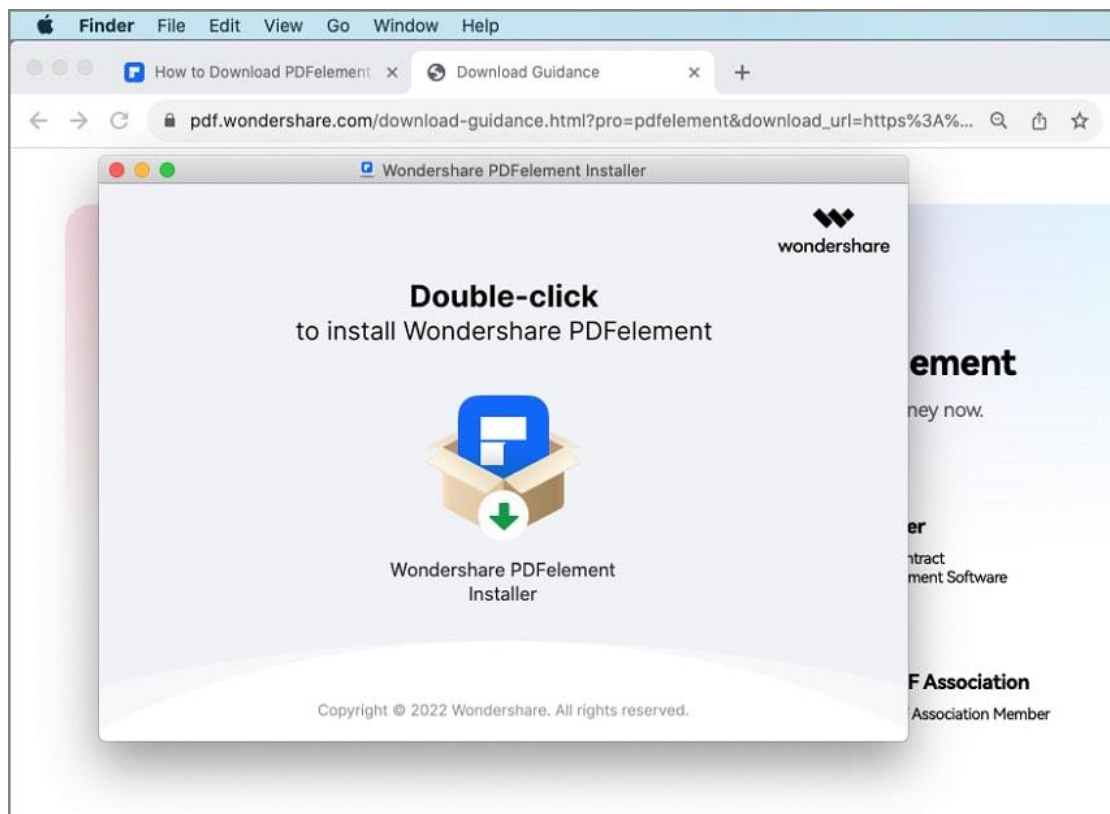 Finder File Edit View Go Window Help
How to Download PDFelement
Download Guidance
pdf.wondershare.com/download-guidance.html?pro=pdfelement&download_url=https%3A%...
Wondershare PDFelement Installer
wondershare
Double-click
to install Wondershare PDFelement
Wondershare PDFelement
Installer
Copyright © 2022 Wondershare. All rights reserved.
ement
ney now.
er
ntract
ment Software
F Association
Association Member